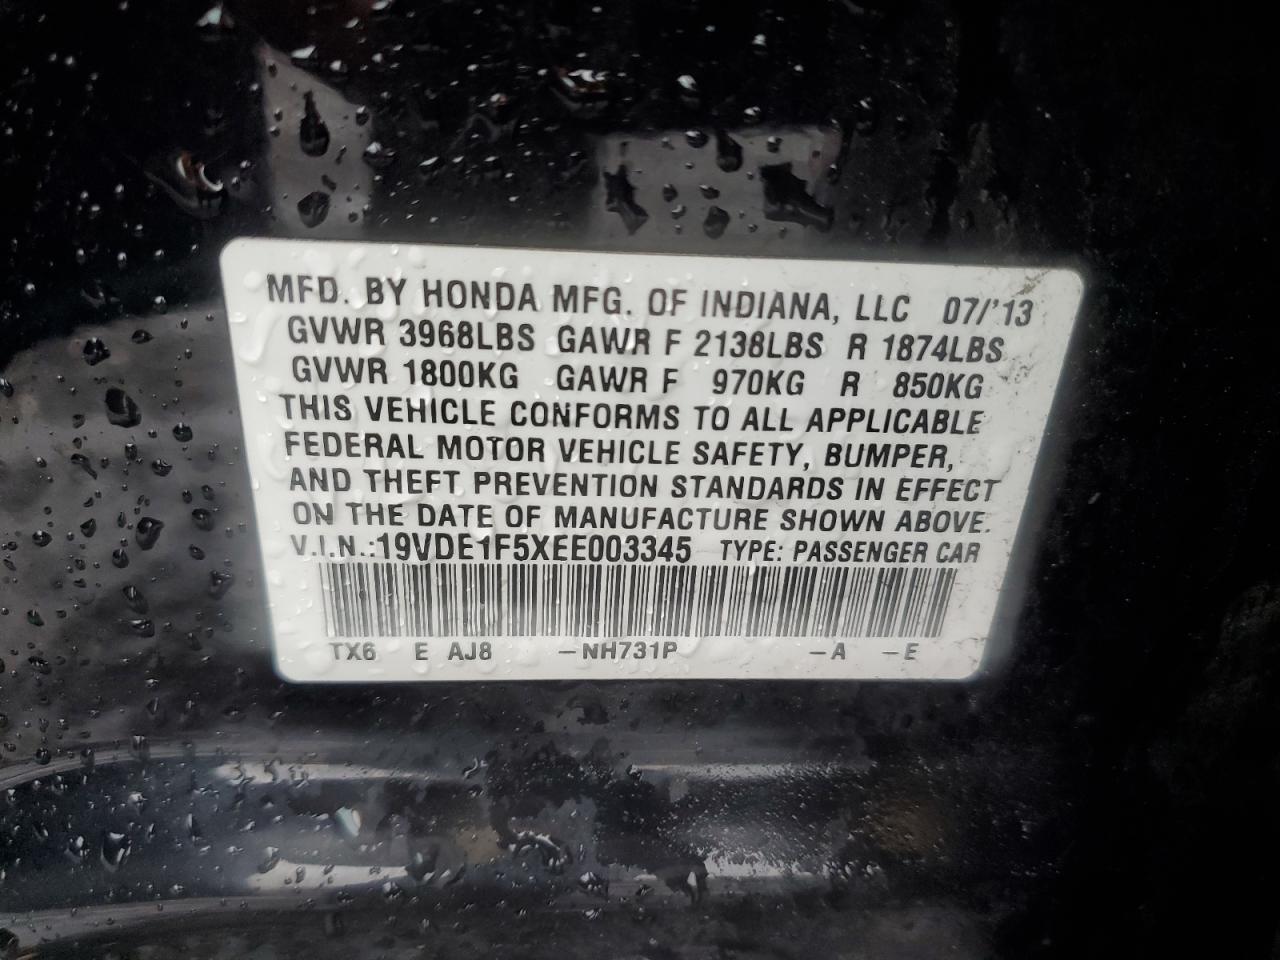 MFD. BY HONDA MFG. OF INDIANA, LLC 07/'13
GVWR 3968LBS GAWR F 2138LBS R 1874LBS
GVWR 1800KG GAWR F 970KG R 850KG
THIS VEHICLE CONFORMS TO ALL APPLICABLE
FEDERAL MOTOR VEHICLE SAFETY, BUMPER,
AND THEFT PREVENTION STANDARDS IN EFFECT
ON THE DATE OF MANUFACTURE SHOWN ABOVE.
V.I.N.:19VDE1F5XEE003345 TYPE: PASSENGER CAR
TX6 E AJ8 –NH731P –A –E